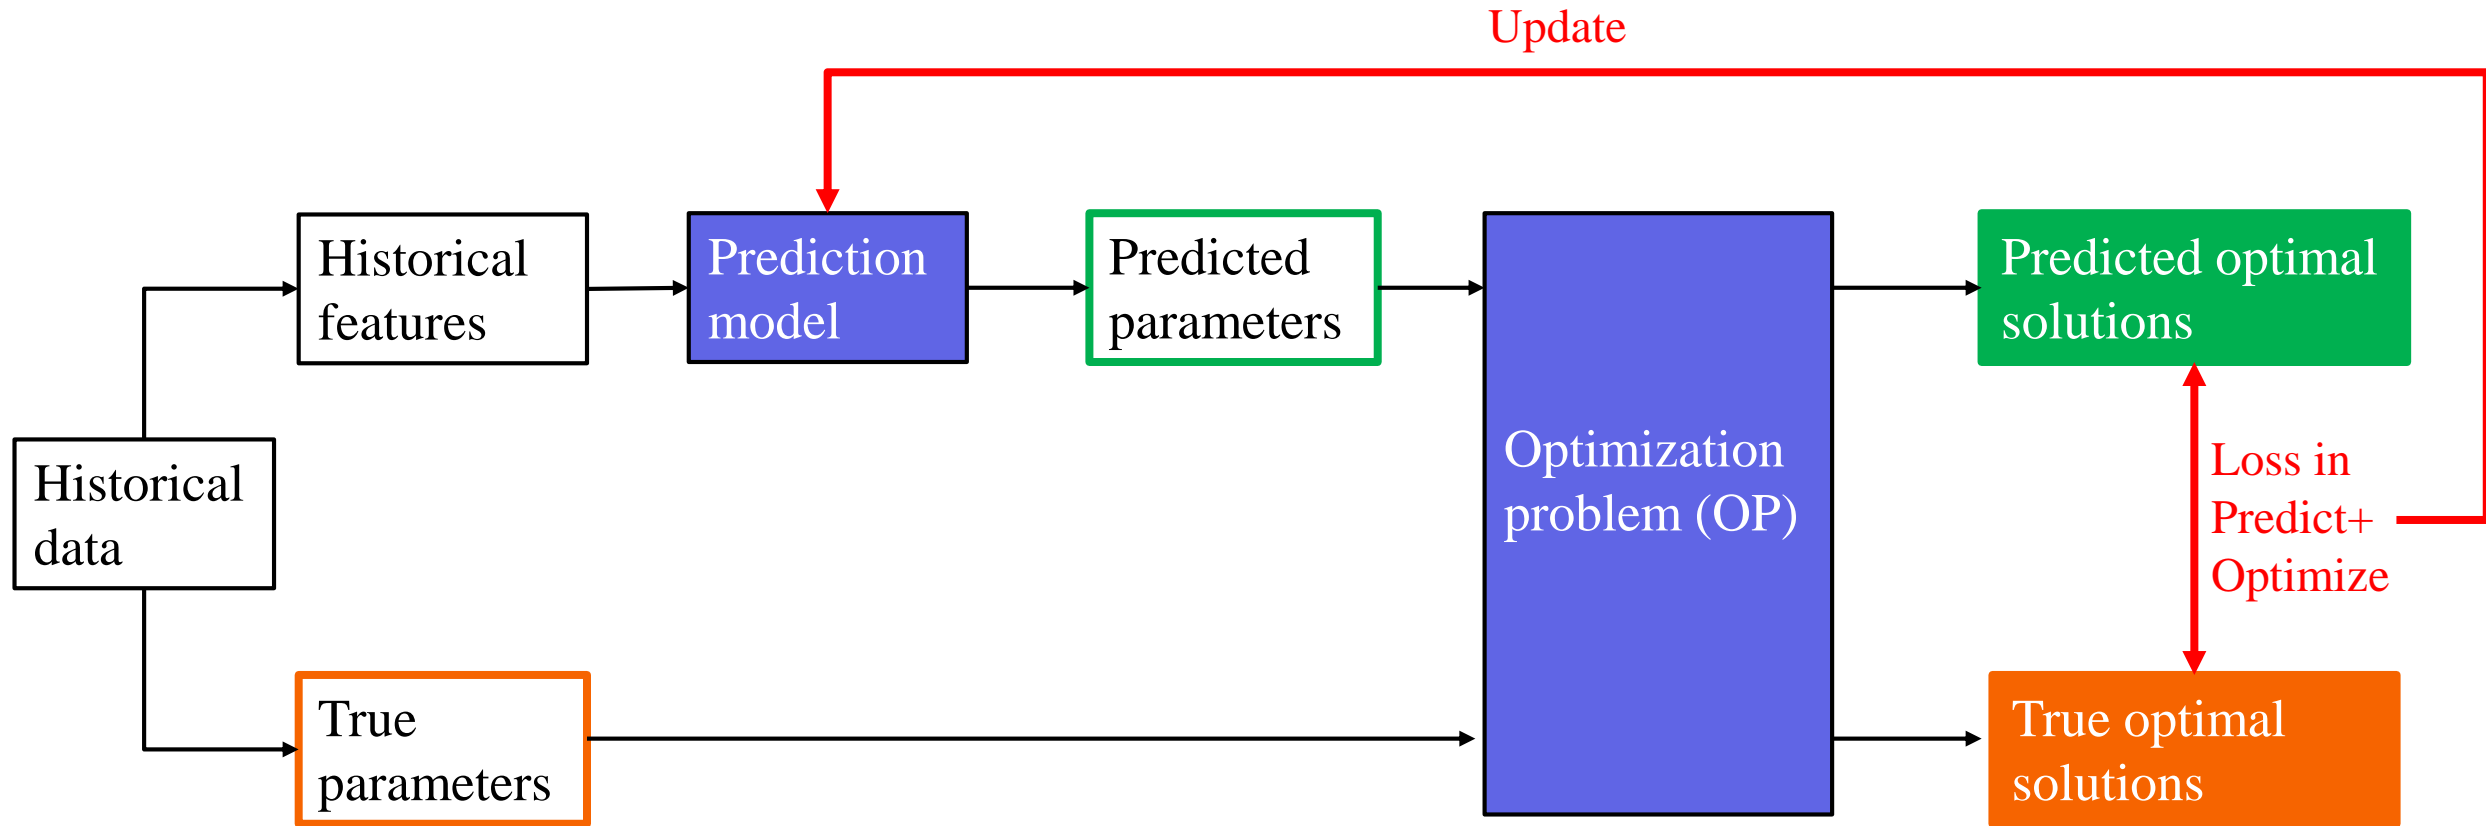 Update
Historical
features
Prediction
model
Predicted
parameters
Optimization
problem (OP)
Predicted optimal
solutions
Historical
data
Loss in
Predict+
Optimize
True
parameters
True optimal
solutions